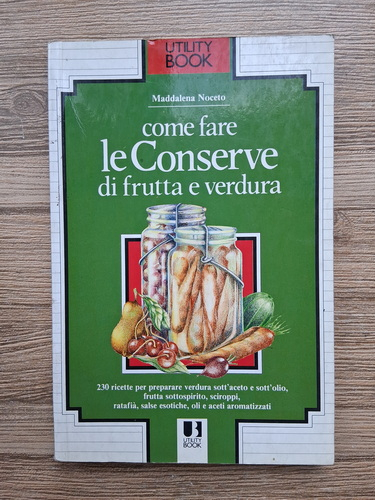 UTILITY
BOOK
Maddalena Noceto
come fare
le Conserve
di frutta e verdura
230 ricette per preparare verdura sott'aceto e sott'olio,
frutta sottospirito, sciroppi,
ratafià, salse esotiche, oli e aceti aromatizzati
UB
UTILITY
BOOK